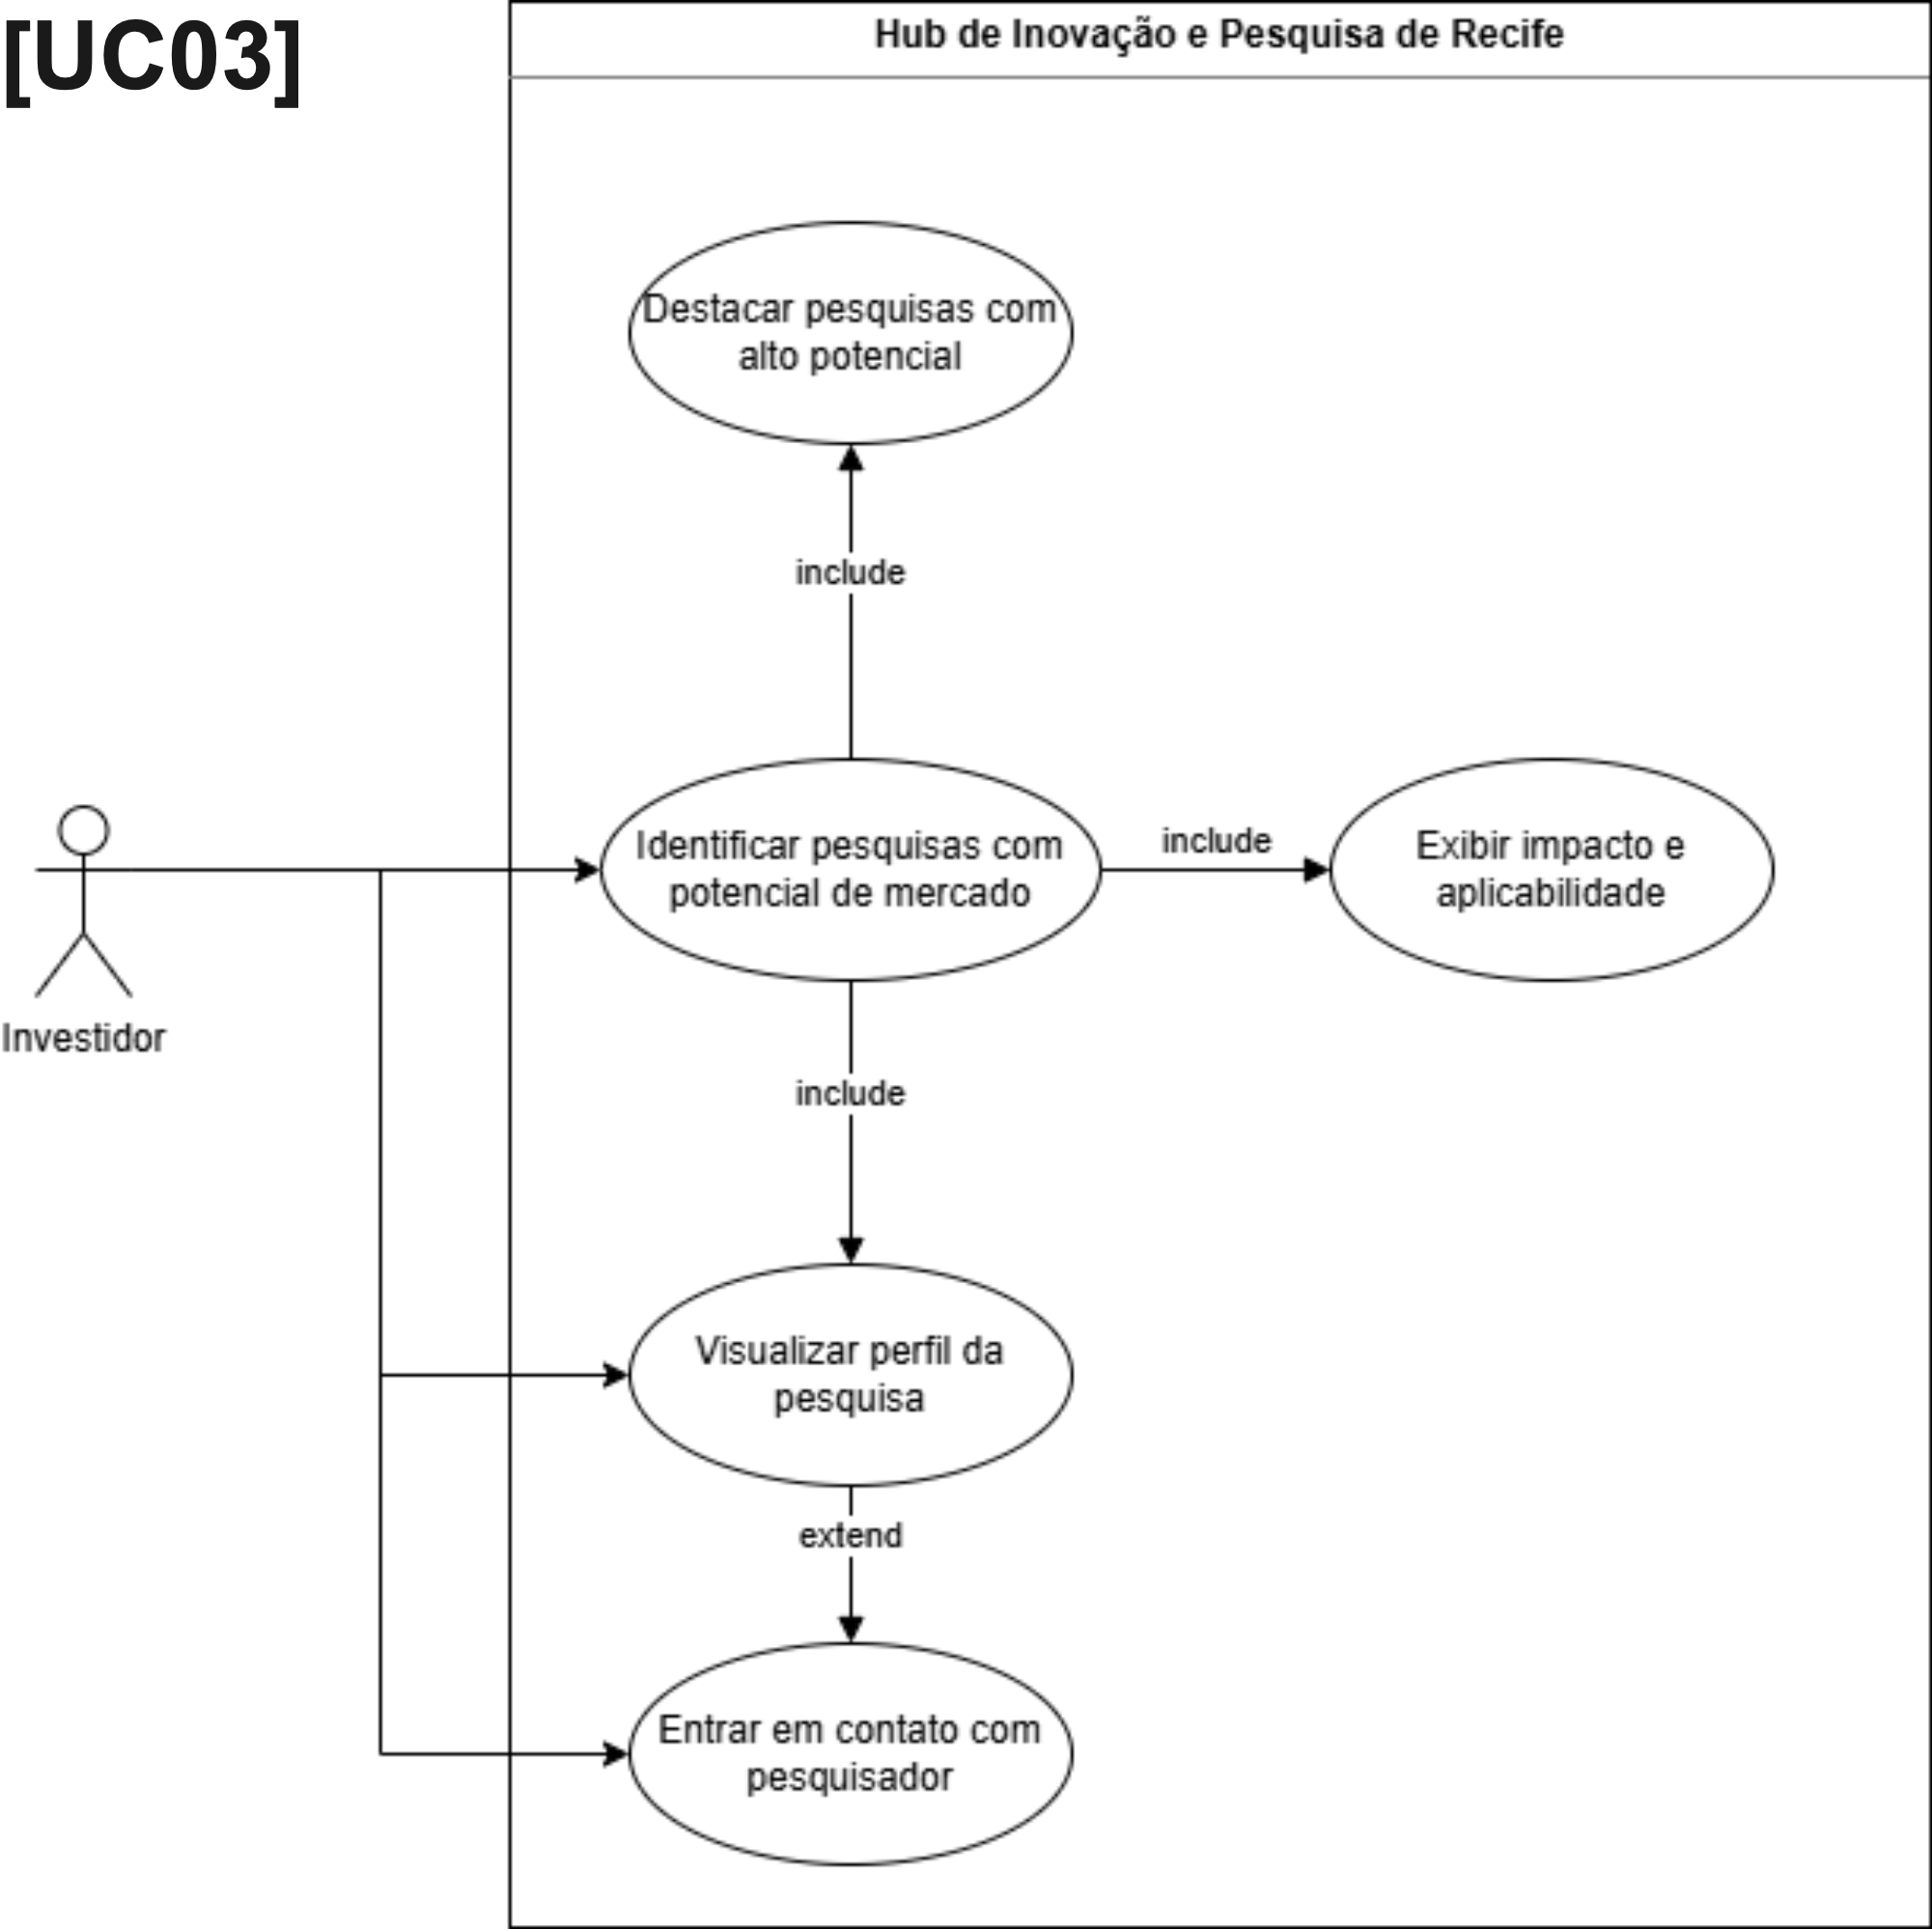 [UC03]
Hub de Inovação e Pesquisa de Recife
Destacar pesquisas com
alto potencial
include
Identificar pesquisas com
potencial de mercado
include
Exibir impacto e
aplicabilidade
Investidor
include
Visualizar perfil da
pesquisa
extend
Entrar em contato com
pesquisador